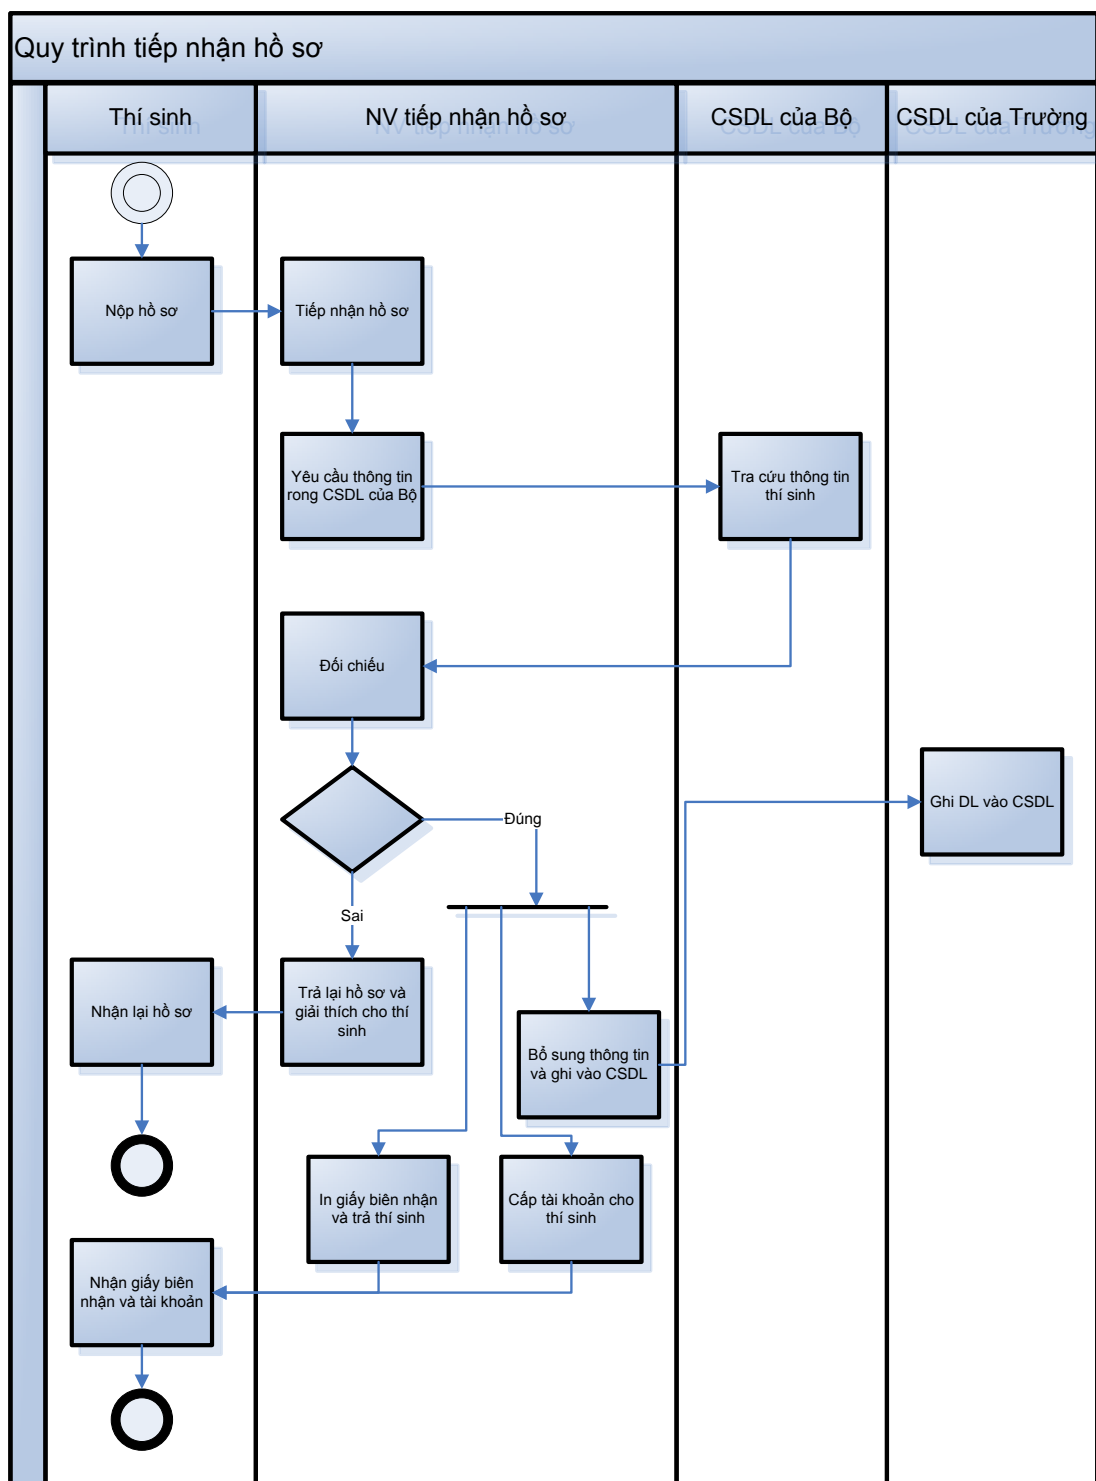 Quy trình tiếp nhận hồ sơ
Thí sinh
NV tiếp nhận hồ sơ
CSDL của Bộ
CSDL của Trường
Nộp hồ sơ
Tiếp nhận hồ sơ
Yêu cầu thông tin
rong CSDL của Bộ
Tra cứu thông tin
thí sinh
Đối chiếu
Ghi DL vào CSDL
Đúng
Sai
Nhận lại hồ sơ
Trả lại hồ sơ và
giải thích cho thí
sinh
Bổ sung thông tin
và ghi vào CSDL
In giấy biên nhận
và trả thí sinh
Cấp tài khoản cho
thí sinh
Nhận giấy biên
nhận và tài khoản